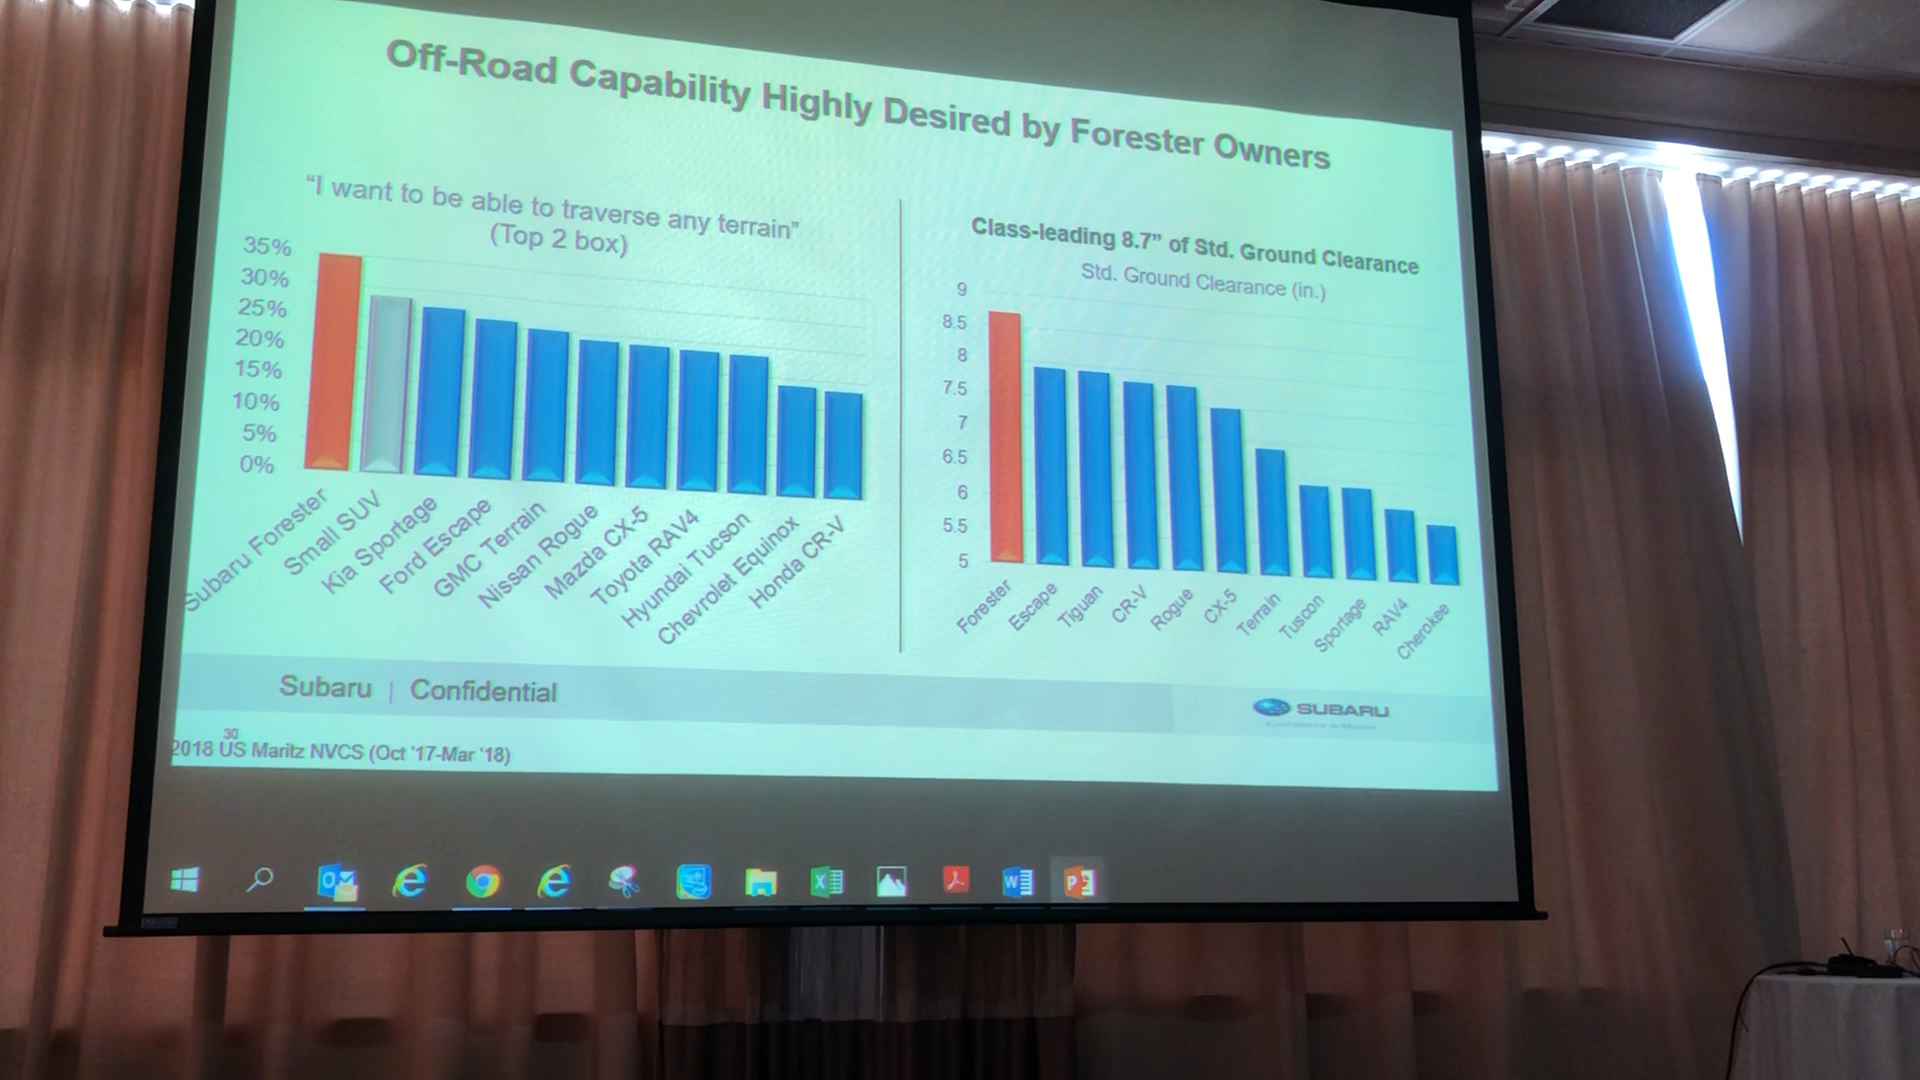 Off-Road Capability Highly Desired by Forester Owners
“I want to be able to traverse any terrain”
(Top 2 box)
35%
30%
25%
20%
15%
10%
5%
0%
Subaru Forester
Small SUV
Kia Sportage
Ford Escape
GMC Terrain
Nissan Rogue
Mazda CX-5
Toyota RAV4
Hyundai Tucson
Chevrolet Equinox
Honda CR-V
Class-leading 8.7” of Std. Ground Clearance
Std. Ground Clearance (in.)
9
8.5
8
7.5
7
6.5
6
5.5
5
Forester
Escape
Tiguan
CR-V
Rogue
CX-5
Terrain
Tuscon
Sportage
RAV4
Cherokee
Subaru | Confidential
SUBARU
30
2018 US Maritz NVCS (Oct '17-Mar '18)